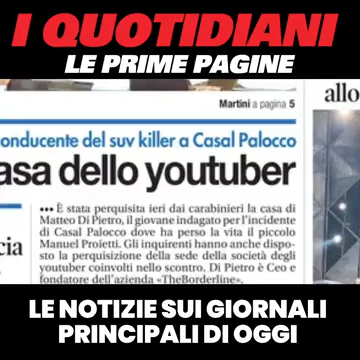 I QUOTIDIANI
LE PRIME PAGINE
Martini a pagina 5
allo
conducente del suv killer a Casal Palocco
asa dello youtuber
... È stata perquisita ieri dai carabinieri la casa di
Matteo Di Pietro, il giovane indagato per l'incidente
di Casal Palocco dove ha perso la vita il piccolo
Manuel Proietti. Gli inquirenti hanno anche dispo-
sto la perquisizione della sede della società degli
youtuber coinvolti nello scontro. Di Pietro è Ceo e
fondatore dell'azienda «TheBorderline».
cia
LE NOTIZIE SUI GIORNALI
PRINCIPALI DI OGGI